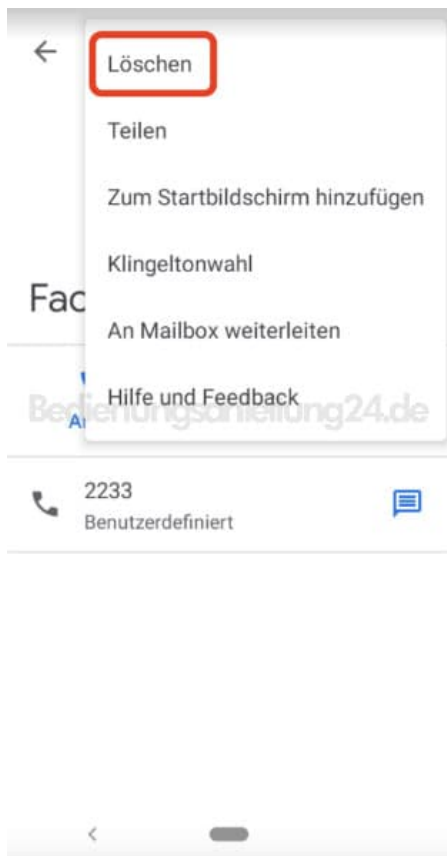 Löschen
Teilen
Zum Startbildschirm hinzufügen
Klingeltonwahl
Fac
An Mailbox weiterleiten
Hilfe und Feedback
Bedienungsanleitung24.de
2233
Benutzerdefiniert